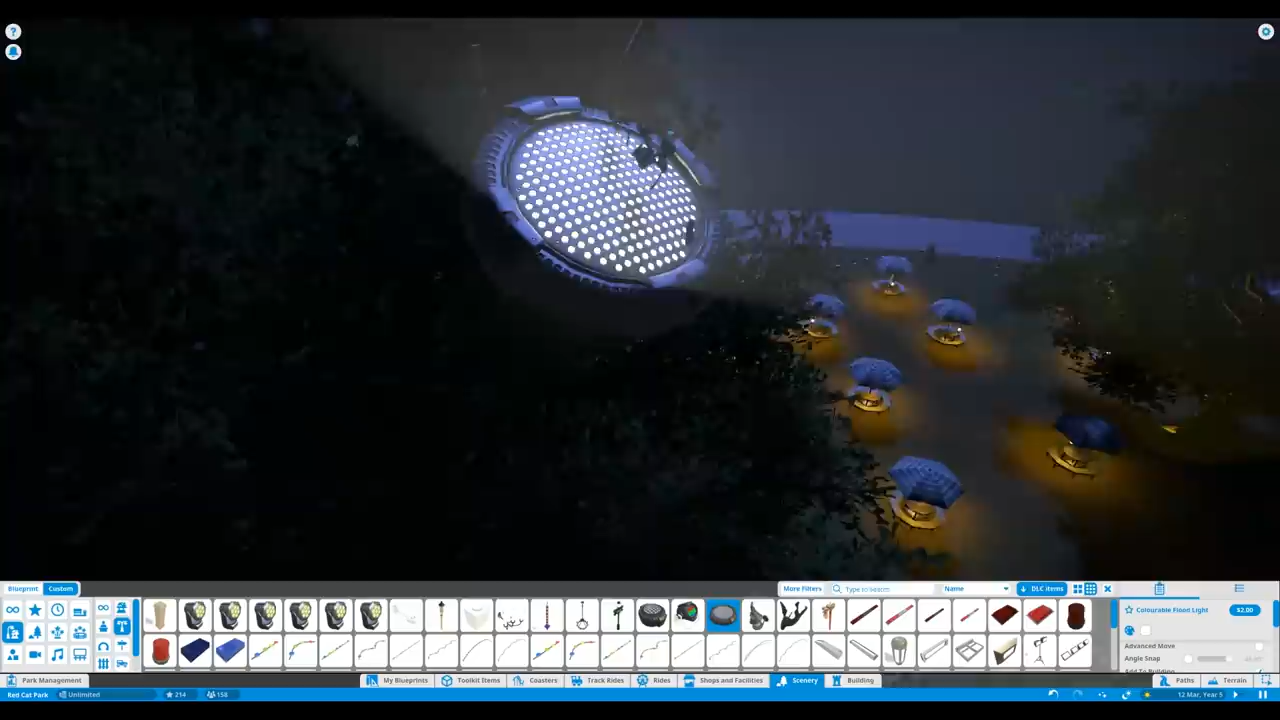 Blueprint Custom
More Filters Type to Search Name DLC items
Colourable Flood Light $2.00
Advanced Move
Angle Snap
Park Management My Blueprints Toolkit Items Coasters Track Rides Rides Shops and Facilities Scenery Building Paths Terrain
Red Cat Park Unlimited 214 158 12 Mar, Year 5